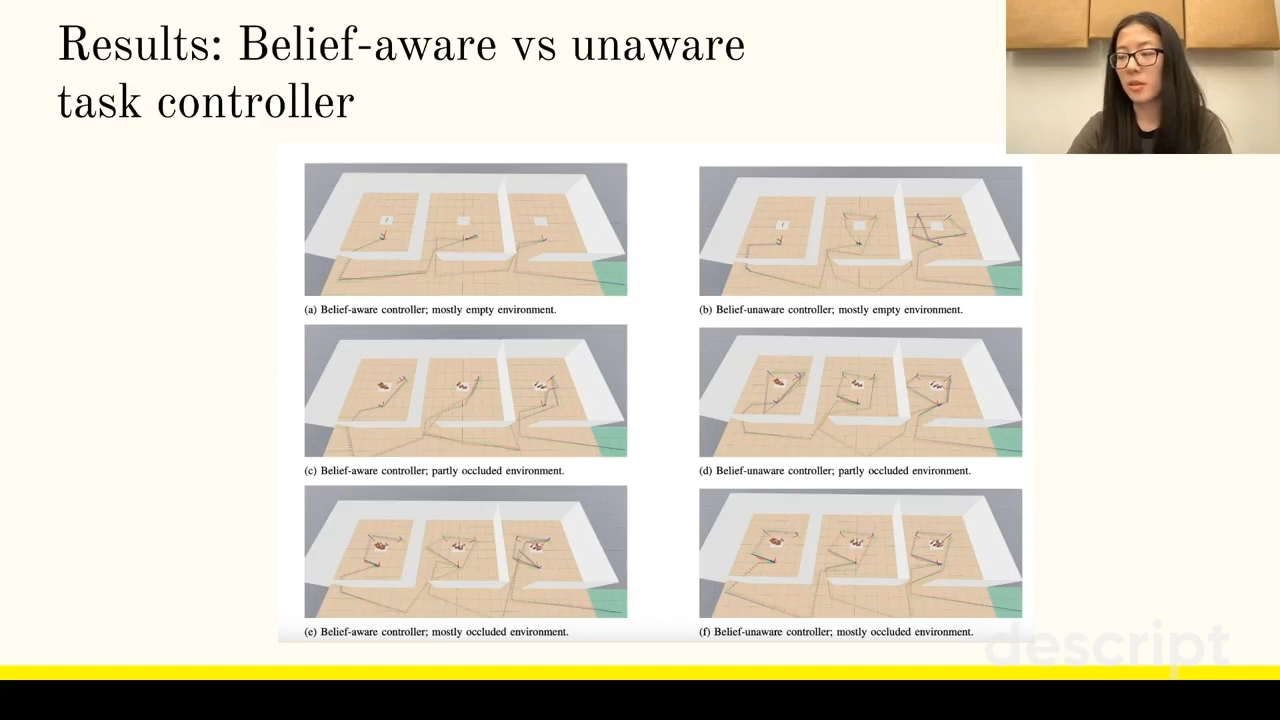 Results: Belief-aware vs unaware
task controller
(a) Belief-aware controller; mostly empty environment.
(b) Belief-unaware controller; mostly empty environment.
(c) Belief-aware controller; partly occluded environment.
(d) Belief-unaware controller; partly occluded environment.
(e) Belief-aware controller; mostly occluded environment.
(f) Belief-unaware controller; mostly occluded environment.
descript